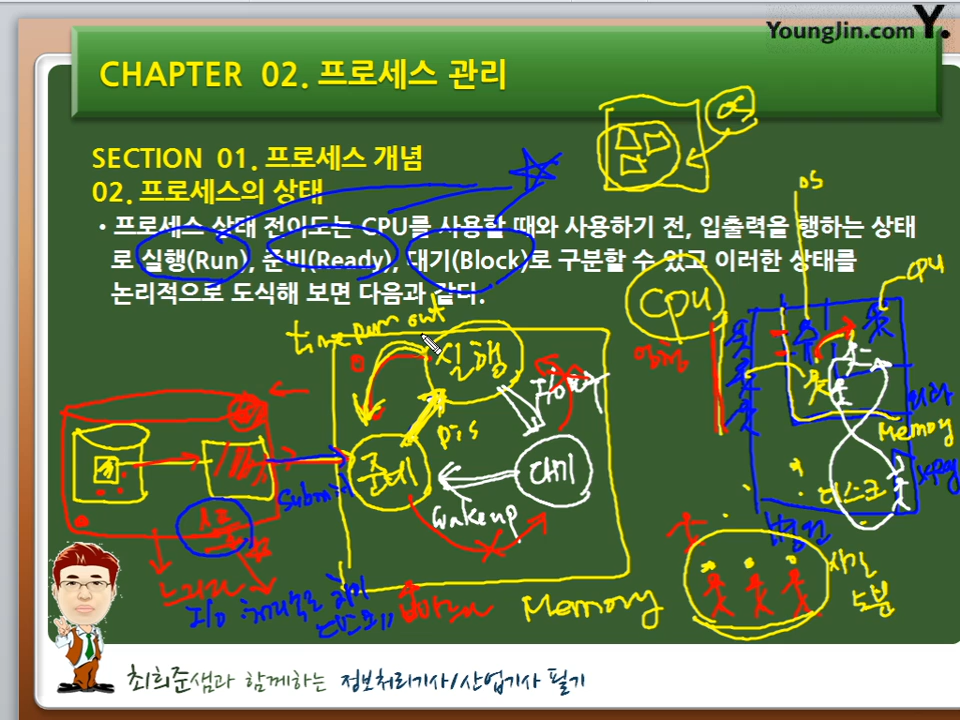 YoungJin.com Y.
CHAPTER 02. 프로세스 관리
SECTION 01. 프로세스 개념
02. 프로세스의 상태
• 프로세스 상태 전이도는 CPU를 사용할 때와 사용하기 전, 입출력을 행하는 상태
로 실행(Run), 준비(Ready), 대기(Block)로 구분할 수 있고 이러한 상태를
논리적으로 도식해 보면 다음과 같다.
OS
OS
CPU
CPU
time out
실행
I/O
Dis
준비
대기
Submit
wakeup
Memory
Memory
디스크
병원
I/O
최희준샘과 함께하는 정보처리기사/산업기사 필기